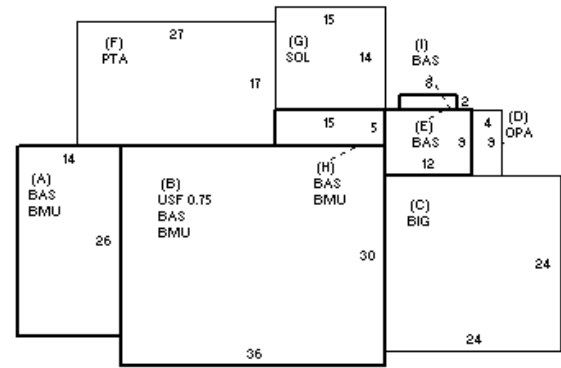 15
27
(F)
PTA
(G)
SOL
14
(I)
BAS
8
17
2
15
5
(E)
BAS
9
12
4
9
(D)
OPA
14
(A)
BAS
BMU
26
(B)
USF 0.75
BAS
BMU
(H)
BAS
BMU
30
36
(C)
BIG
24
24